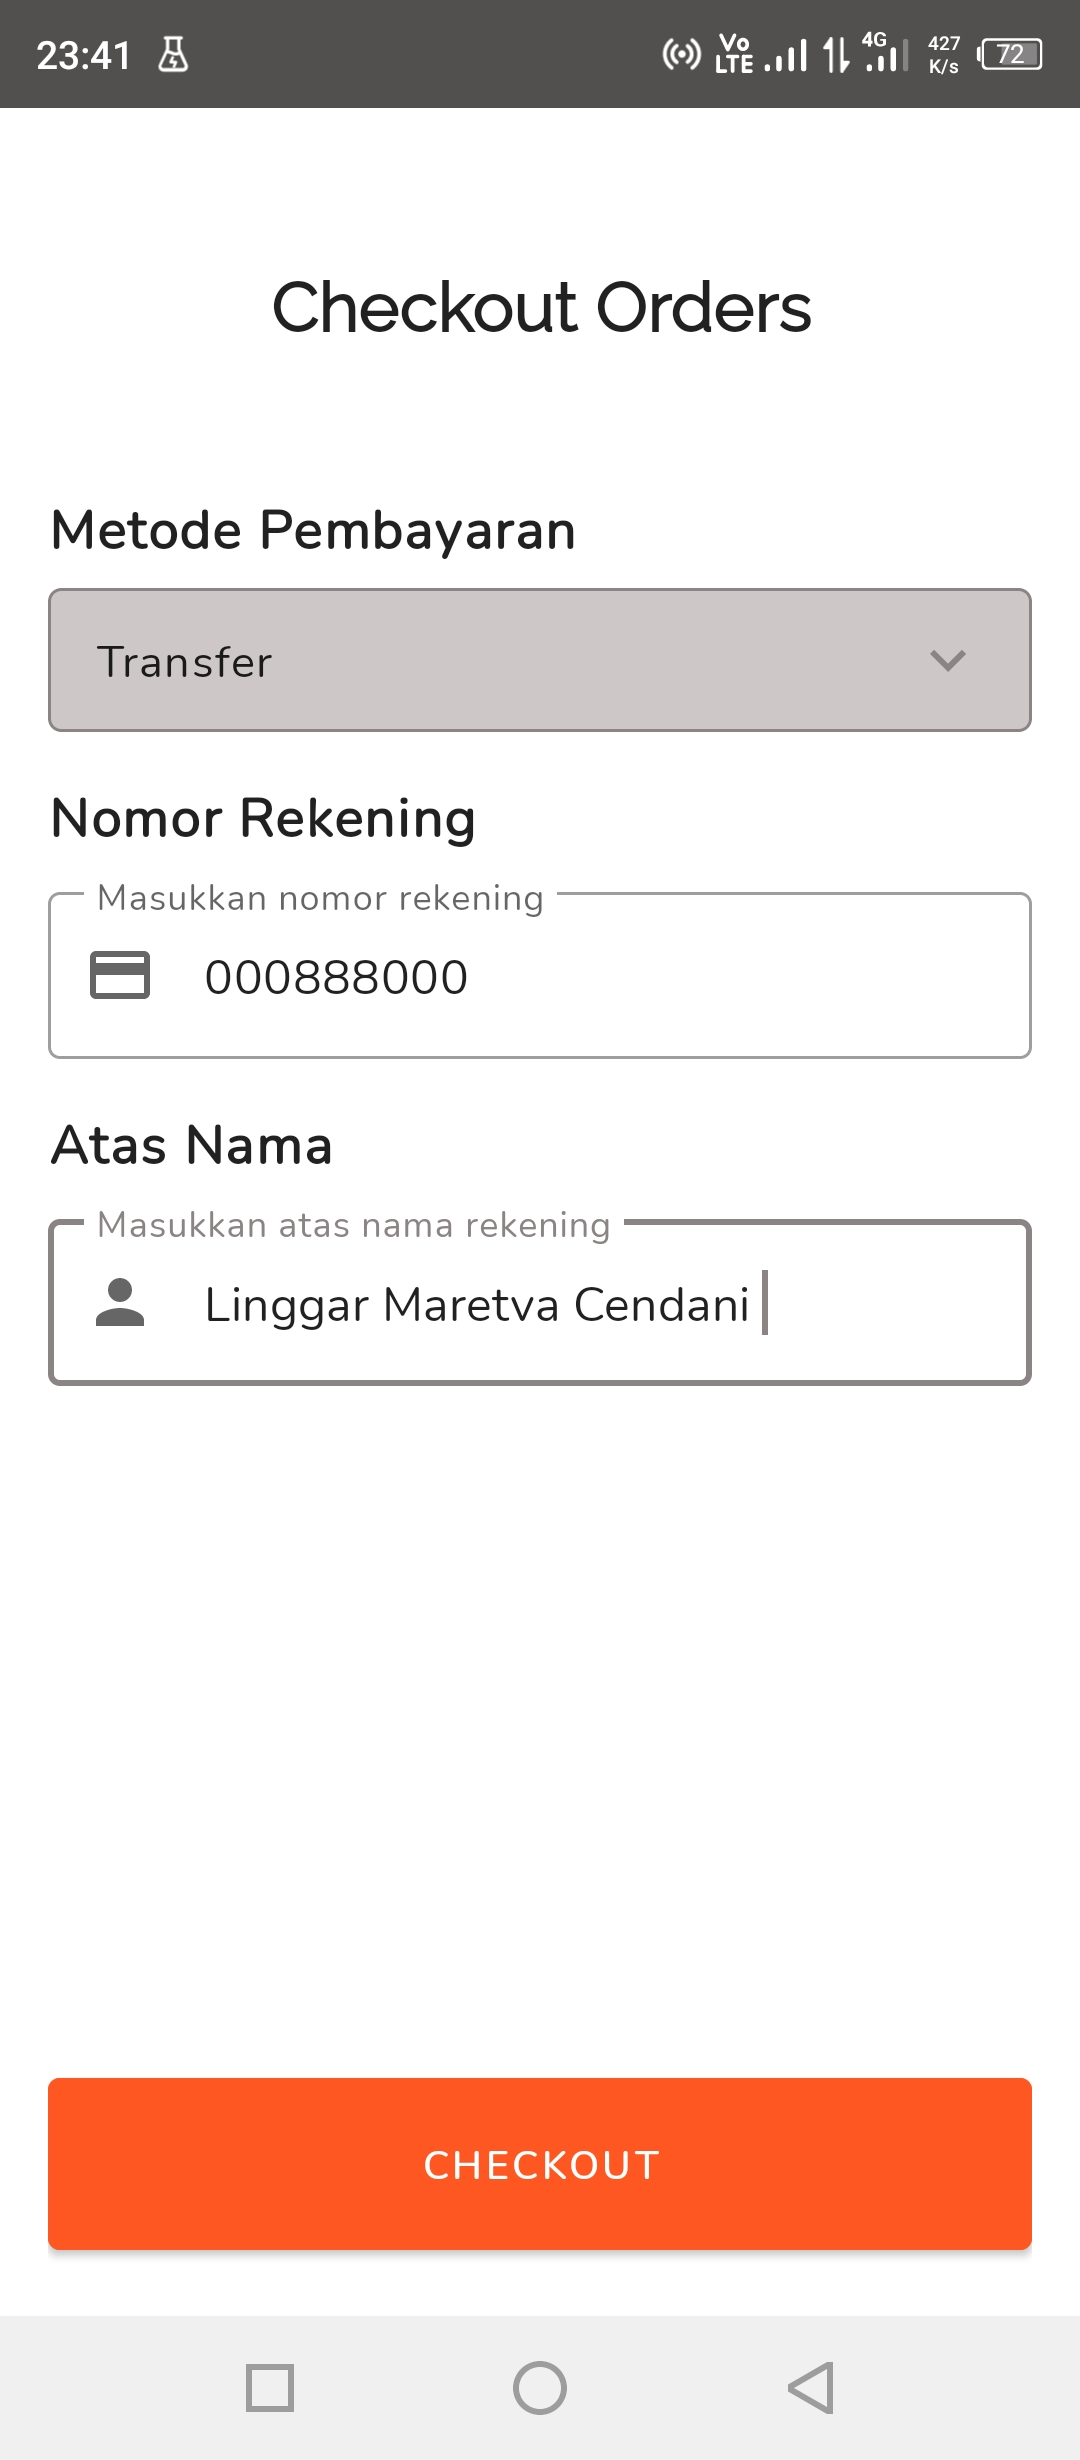 23:41 Vo LTE 4G 427 K/s 72
Checkout Orders
Metode Pembayaran
Transfer
Nomor Rekening
Masukkan nomor rekening
000888000
Atas Nama
Masukkan atas nama rekening
Linggar Maretva Cendani
CHECKOUT